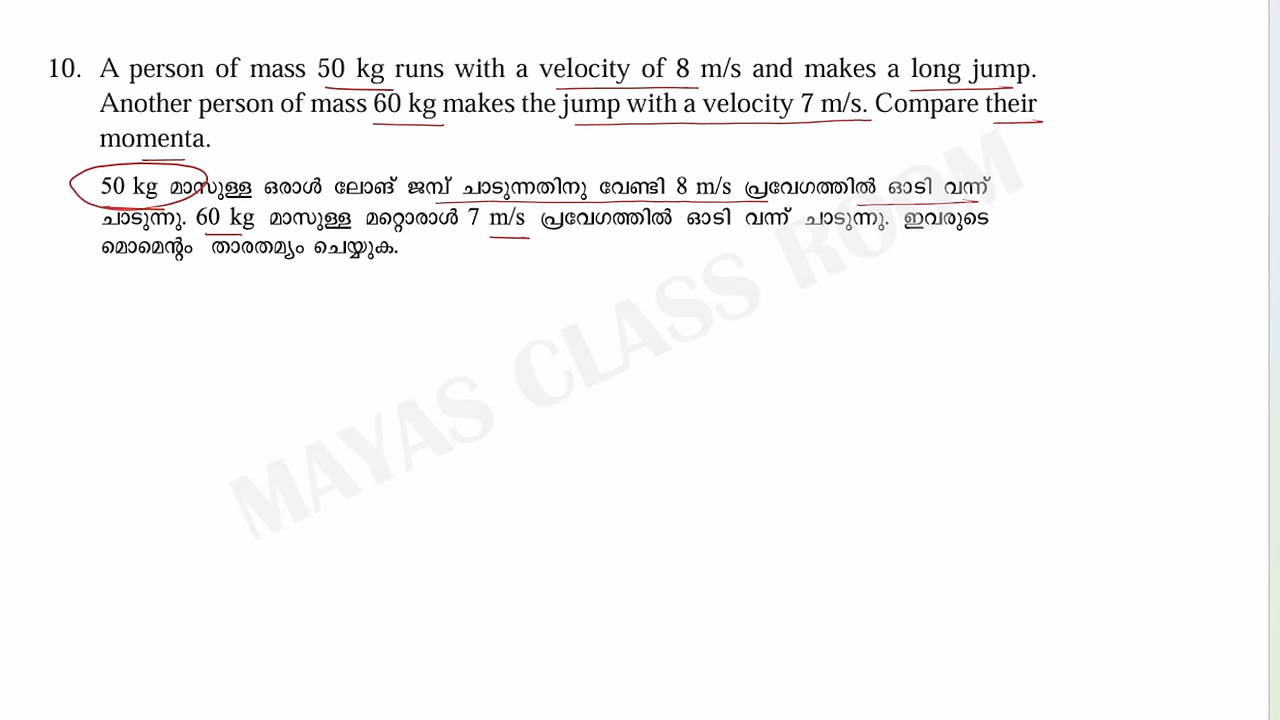 10. A person of mass 50 kg runs with a velocity of 8 m/s and makes a long jump.
Another person of mass 60 kg makes the jump with a velocity 7 m/s. Compare their
momenta.
50 kg മാസുള്ള ഒരാൾ ലോങ് ജമ്പ് ചാടുന്നതിനു വേണ്ടി 8 m/s പ്രവേഗത്തിൽ ഓടി വന്ന്
ചാടുന്നു. 60 kg മാസുള്ള മറ്റൊരാൾ 7 m/s പ്രവേഗത്തിൽ ഓടി വന്ന് ചാടുന്നു. ഇവരുടെ
മൊമെന്റം താരതമ്യം ചെയ്യുക.
MAYAS CLASS ROOM